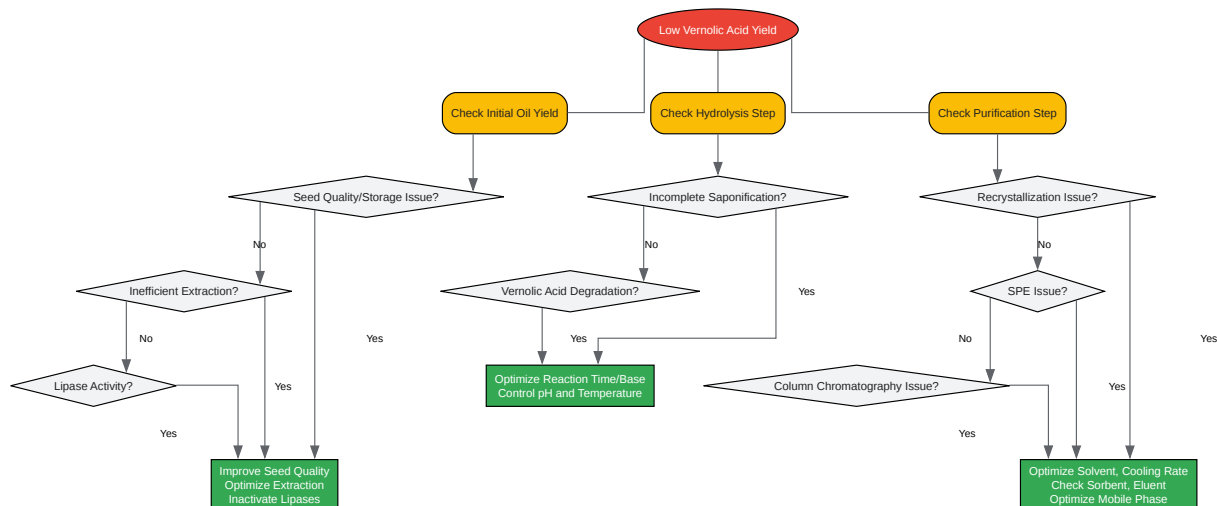 Low Vernolic Acid Yield
Check Initial Oil Yield
Check Hydrolysis Step
Check Purification Step
Seed Quality/Storage Issue?
Incomplete Saponification?
Recrystallization Issue?
No
No
No
Inefficient Extraction?
Vernolic Acid Degradation?
Yes
SPE Issue?
No
Yes
Yes
No
Yes
Lipase Activity?
Yes
Optimize Reaction Time/Base
Control pH and Temperature
Column Chromatography Issue?
Yes
Yes
Yes
Improve Seed Quality
Optimize Extraction
Inactivate Lipases
Optimize Solvent, Cooling Rate
Check Sorbent, Eluent
Optimize Mobile Phase